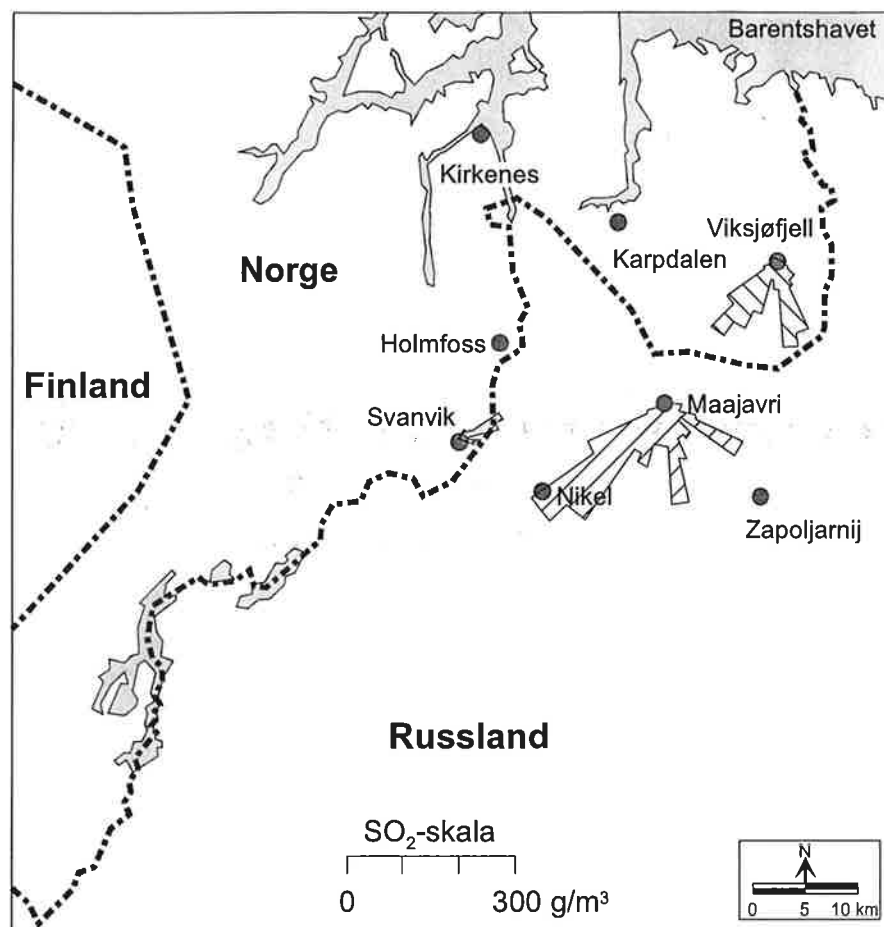 Barentshavet
Kirkenes
Viksjøfjell
Karpdalen
Norge
Holmfoss
Finland
Svanvik
Maajavri
Nikel
Zapoljarnij
Russland
SO₂-skala
0 300 g/m³
N
0 5 10 km